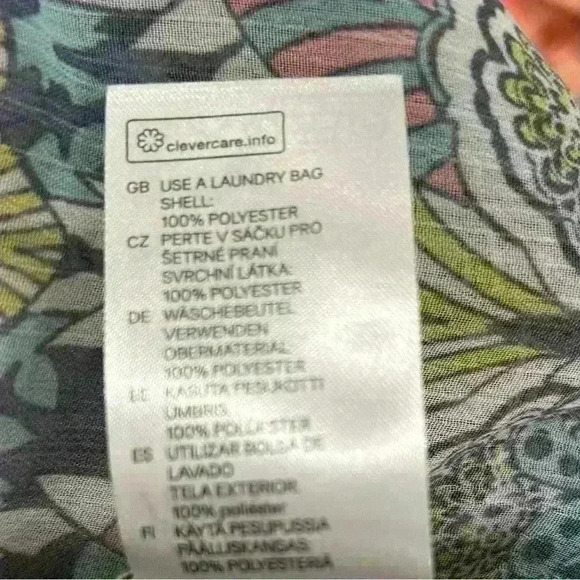 clevercare.info
GB USE A LAUNDRY BAG
SHELL:
100% POLYESTER
CZ PERTE V SÁČKU PRO
ŠETRNÉ PRANÍ
SVRCHNÍ LÁTKA:
100% POLYESTER
DE WÄSCHEBEUTEL
VERWENDEN
OBERMATERIAL:
100% POLYESTER
EE KASUTA PESUKOTTI
UMBRIS:
100% POLÜESTER
ES UTILIZAR BOLSA DE
LAVADO
TELA EXTERIOR:
100% poliéster
FI KÄYTÄ PESUPUSSIA
PÄÄLLISKANGAS:
100% POLYESTERIÄ